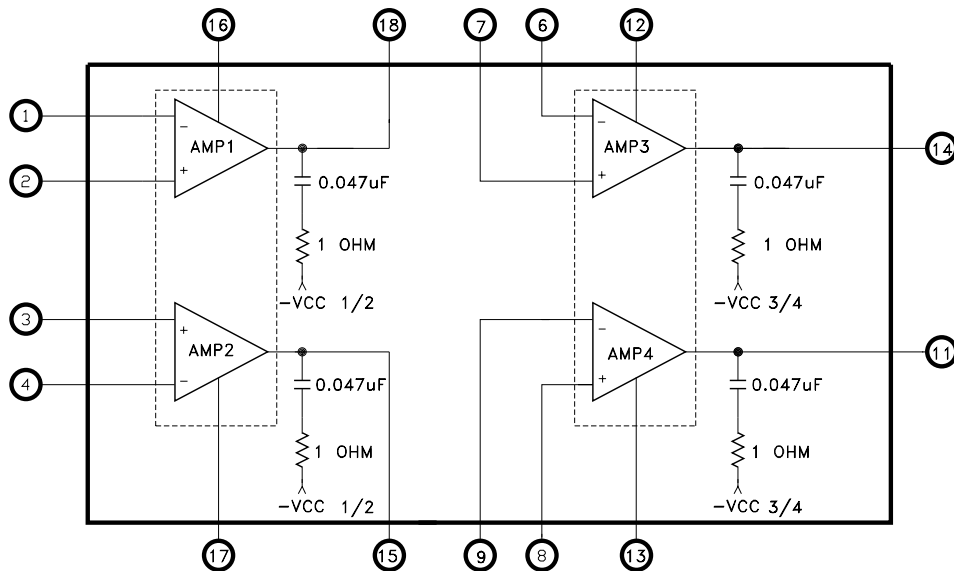 16 18 7 6 12
1
AMP1
−
+
AMP3
−
+
14
2
0.047uF
0.047uF
1 OHM
1 OHM
−VCC 1/2
−VCC 3/4
3
+
AMP2
−
−
AMP4
+
11
4
0.047uF
0.047uF
1 OHM
1 OHM
−VCC 1/2
−VCC 3/4
17 15 9 8 13